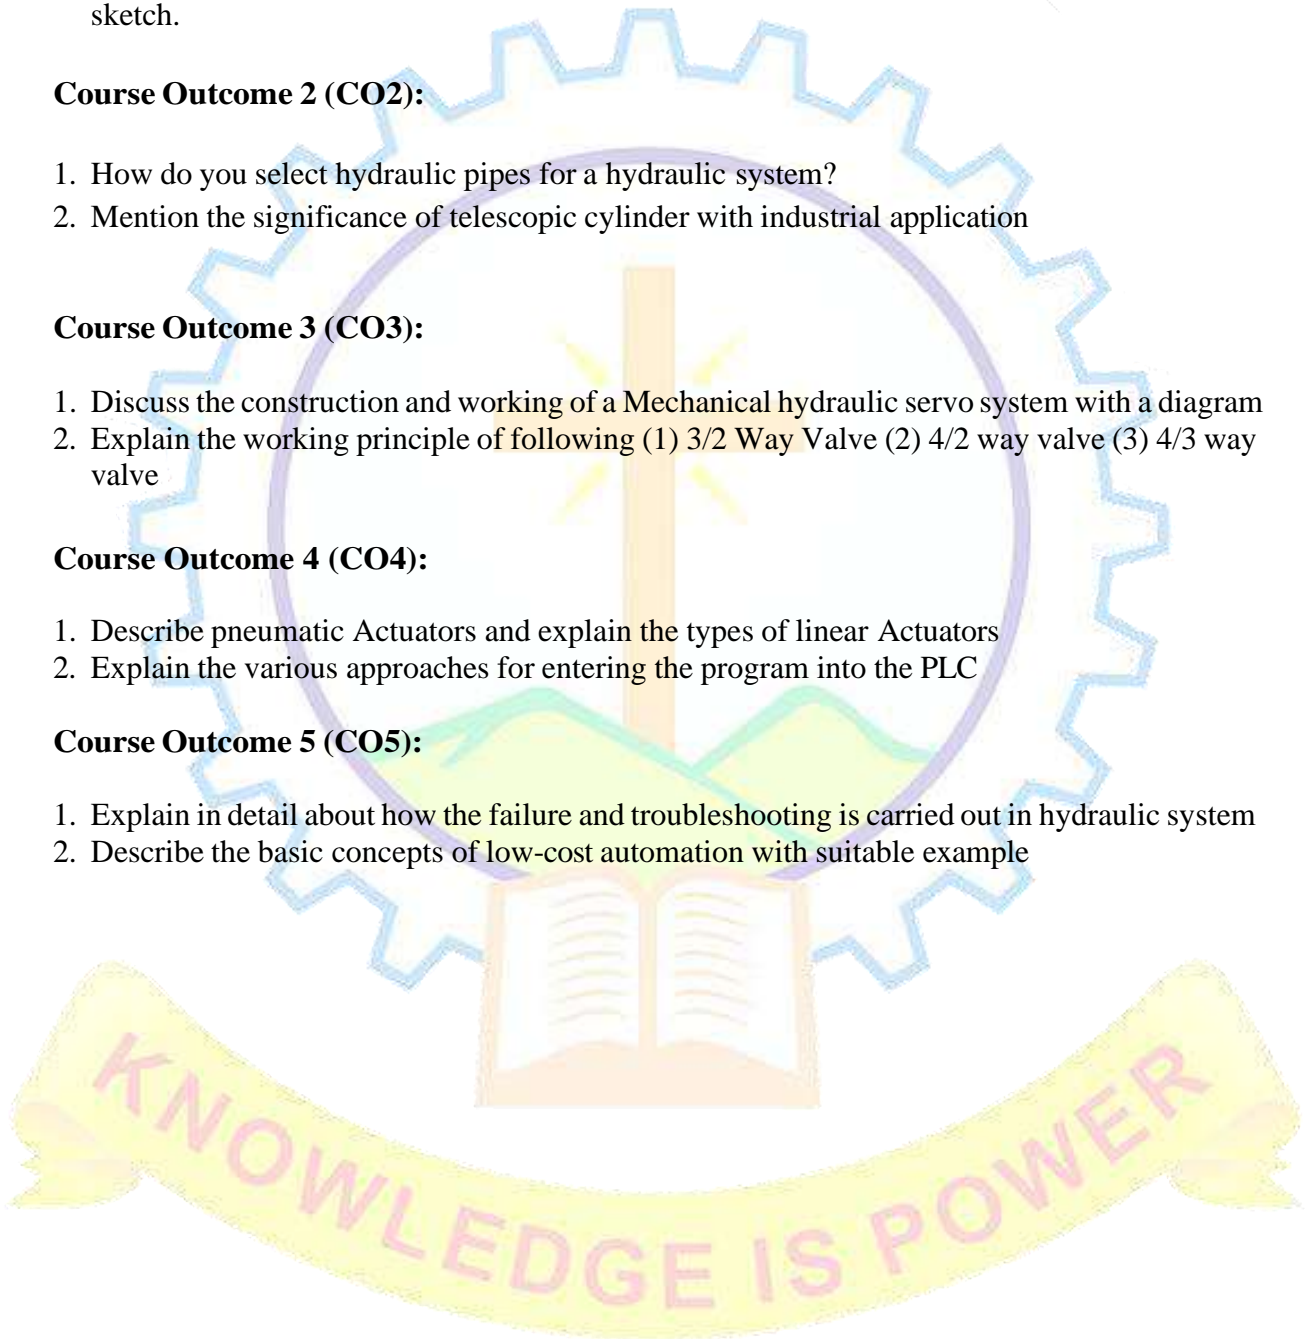 sketch.
Course Outcome 2 (CO2):
1. How do you select hydraulic pipes for a hydraulic system?
2. Mention the significance of telescopic cylinder with industrial application
Course Outcome 3 (CO3):
1. Discuss the construction and working of a Mechanical hydraulic servo system with a diagram
2. Explain the working principle of following (1) 3/2 Way Valve (2) 4/2 way valve (3) 4/3 way
valve
Course Outcome 4 (CO4):
1. Describe pneumatic Actuators and explain the types of linear Actuators
2. Explain the various approaches for entering the program into the PLC
Course Outcome 5 (CO5):
1. Explain in detail about how the failure and troubleshooting is carried out in hydraulic system
2. Describe the basic concepts of low-cost automation with suitable example
KNOWLEDGE IS POWER